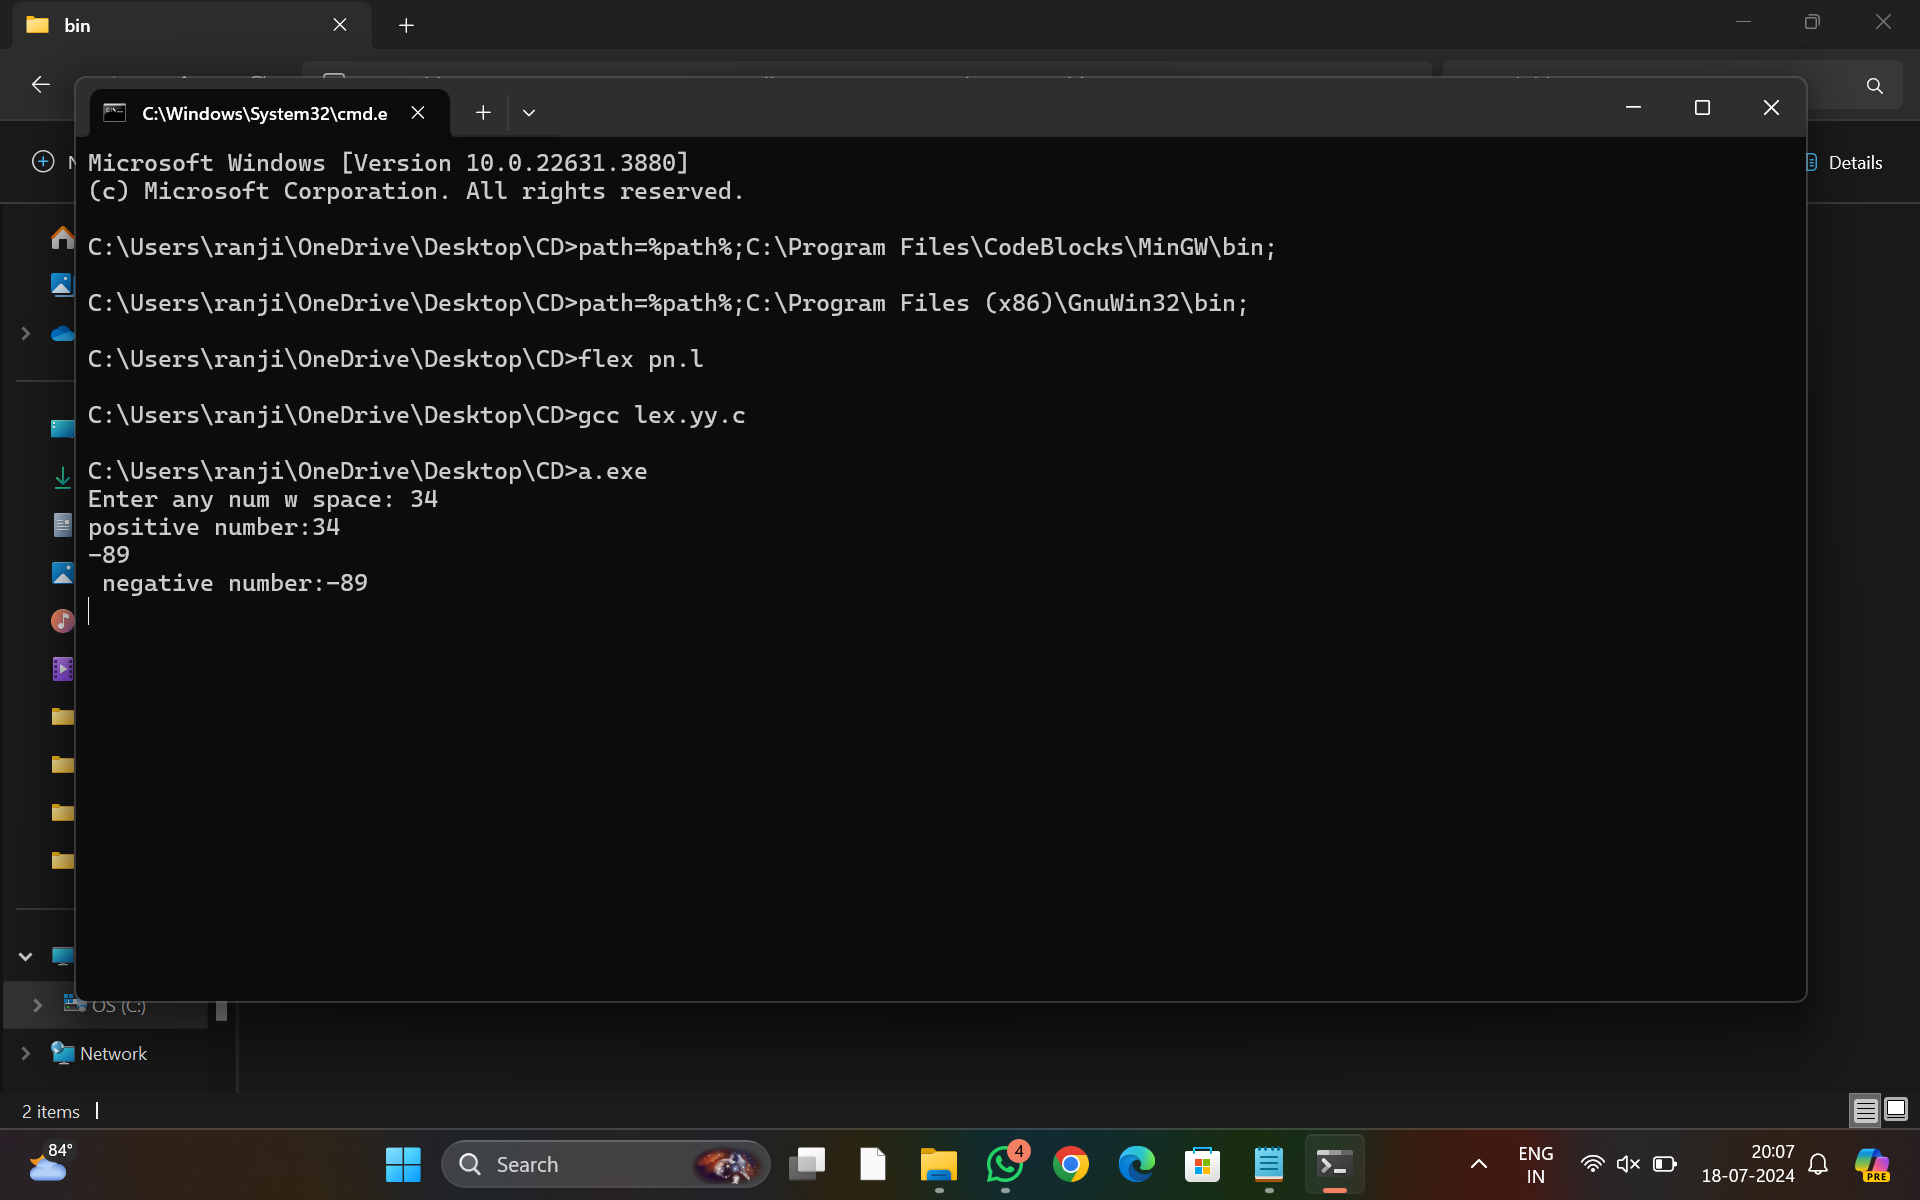 bin
C:\Windows\System32\cmd.e
Details
Microsoft Windows [Version 10.0.22631.3880]
(c) Microsoft Corporation. All rights reserved.
C:\Users\ranji\OneDrive\Desktop\CD>path=%path%;C:\Program Files\CodeBlocks\MinGW\bin;
C:\Users\ranji\OneDrive\Desktop\CD>path=%path%;C:\Program Files (x86)\GnuWin32\bin;
C:\Users\ranji\OneDrive\Desktop\CD>flex pn.l
C:\Users\ranji\OneDrive\Desktop\CD>gcc lex.yy.c
C:\Users\ranji\OneDrive\Desktop\CD>a.exe
Enter any num w space: 34
positive number:34
-89
 negative number:-89
OS (C:)
Network
2 items
84°
Search
4
ENG
IN
20:07
18-07-2024
PRE